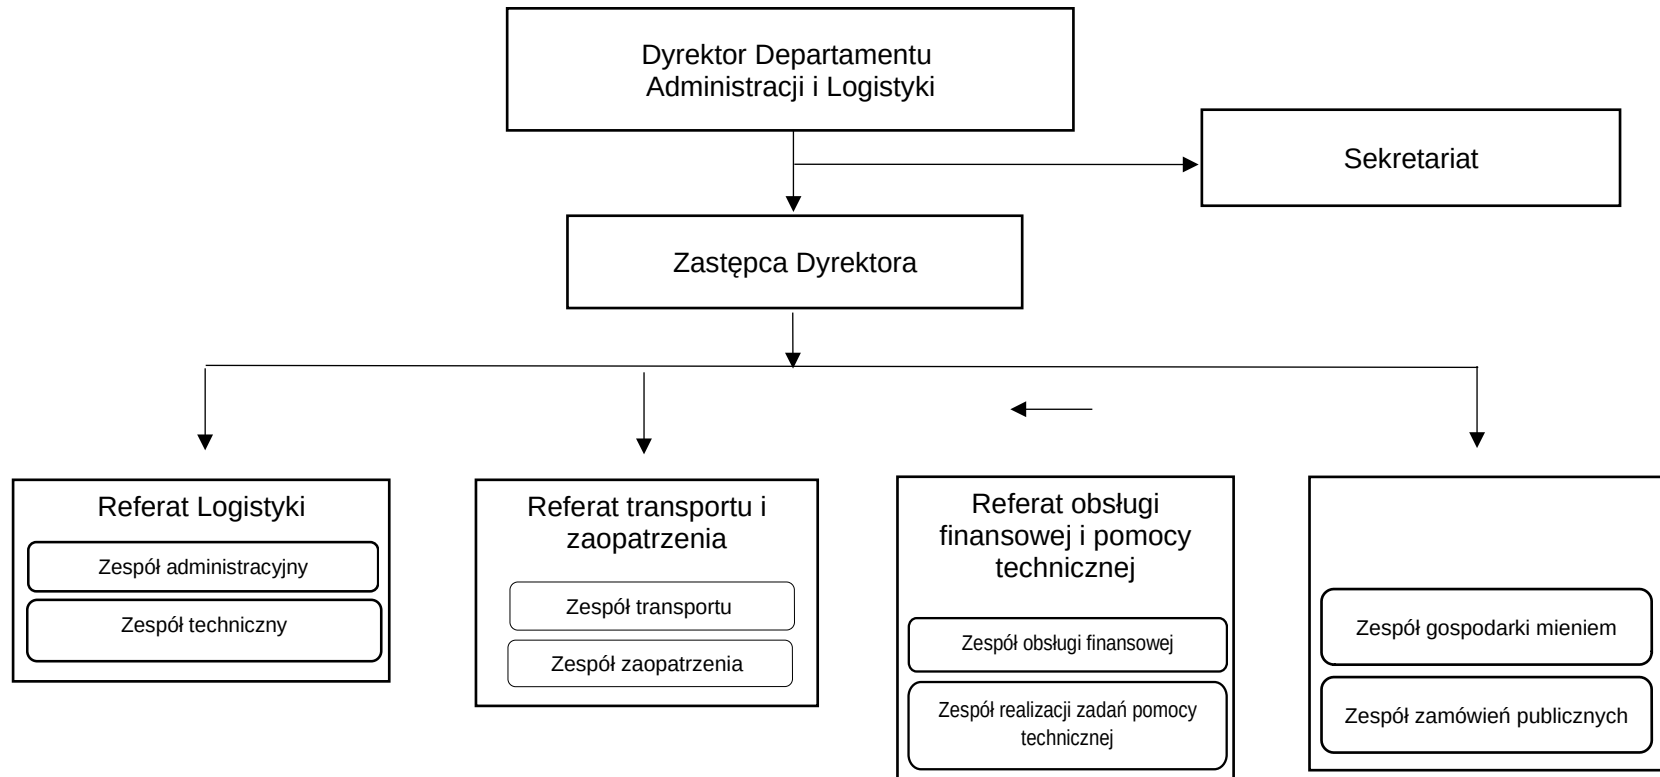 Dyrektor Departamentu
Administracji i Logistyki
Sekretariat
Zastępca Dyrektora
Referat Logistyki
Zespół administracyjny
Zespół techniczny
Referat transportu i
zaopatrzenia
Zespół transportu
Zespół zaopatrzenia
Referat obsługi
finansowej i pomocy
technicznej
Zespół obsługi finansowej
Zespół realizacji zadań pomocy
technicznej
Zespół gospodarki mieniem
Zespół zamówień publicznych